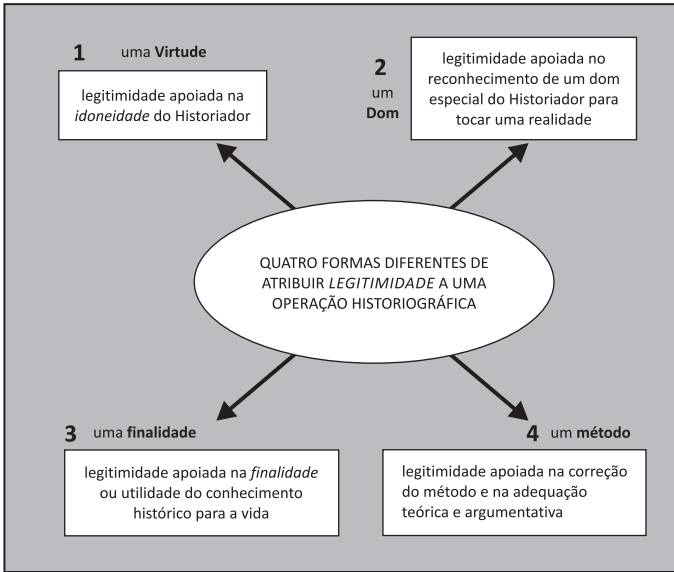 1 uma Virtude
legitimidade apoiada na
idoneidade do Historiador
2
um
Dom
legitimidade apoiada no
reconhecimento de um dom
especial do Historiador para
tocar uma realidade
QUATRO FORMAS DIFERENTES DE
ATRIBUIR LEGITIMIDADE A UMA
OPERAÇÃO HISTORIOGRÁFICA
3 uma finalidade
legitimidade apoiada na finalidade
ou utilidade do conhecimento
histórico para a vida
4 um método
legitimidade apoiada na correção
do método e na adequação
teórica e argumentativa